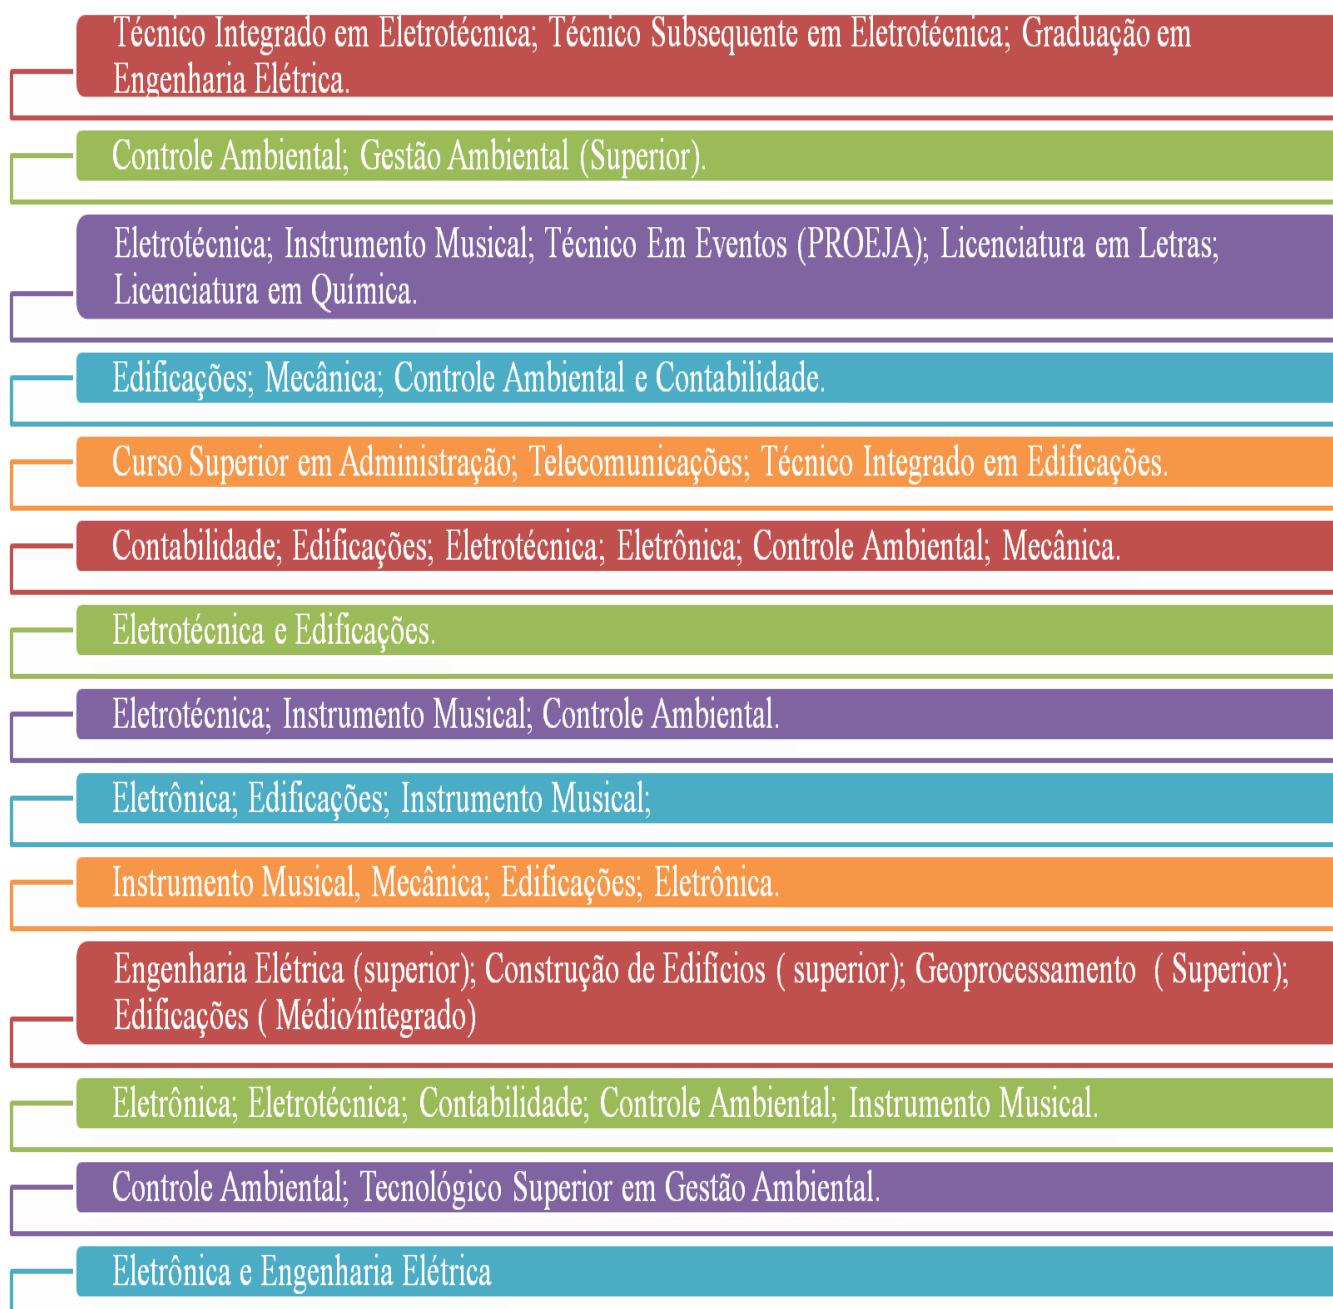 Técnico Integrado em Eletrotécnica; Técnico Subsequente em Eletrotécnica; Graduação em
Engenharia Elétrica.
Controle Ambiental; Gestão Ambiental (Superior).
Eletrotécnica; Instrumento Musical; Técnico Em Eventos (PROEJA); Licenciatura em Letras;
Licenciatura em Química.
Edificações; Mecânica; Controle Ambiental e Contabilidade.
Curso Superior em Administração; Telecomunicações; Técnico Integrado em Edificações.
Contabilidade; Edificações; Eletrotécnica; Eletrônica; Controle Ambiental; Mecânica.
Eletrotécnica e Edificações.
Eletrotécnica; Instrumento Musical; Controle Ambiental.
Eletrônica; Edificações; Instrumento Musical;
Instrumento Musical, Mecânica; Edificações; Eletrônica.
Engenharia Elétrica (superior); Construção de Edifícios ( superior); Geoprocessamento ( Superior);
Edificações ( Médio/integrado)
Eletrônica; Eletrotécnica; Contabilidade; Controle Ambiental; Instrumento Musical.
Controle Ambiental; Tecnológico Superior em Gestão Ambiental.
Eletrônica e Engenharia Elétrica